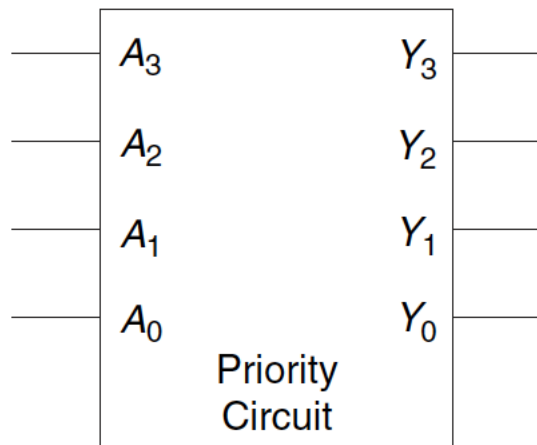 A₃ Y₃
A₂ Y₂
A₁ Y₁
A₀ Y₀
Priority
Circuit